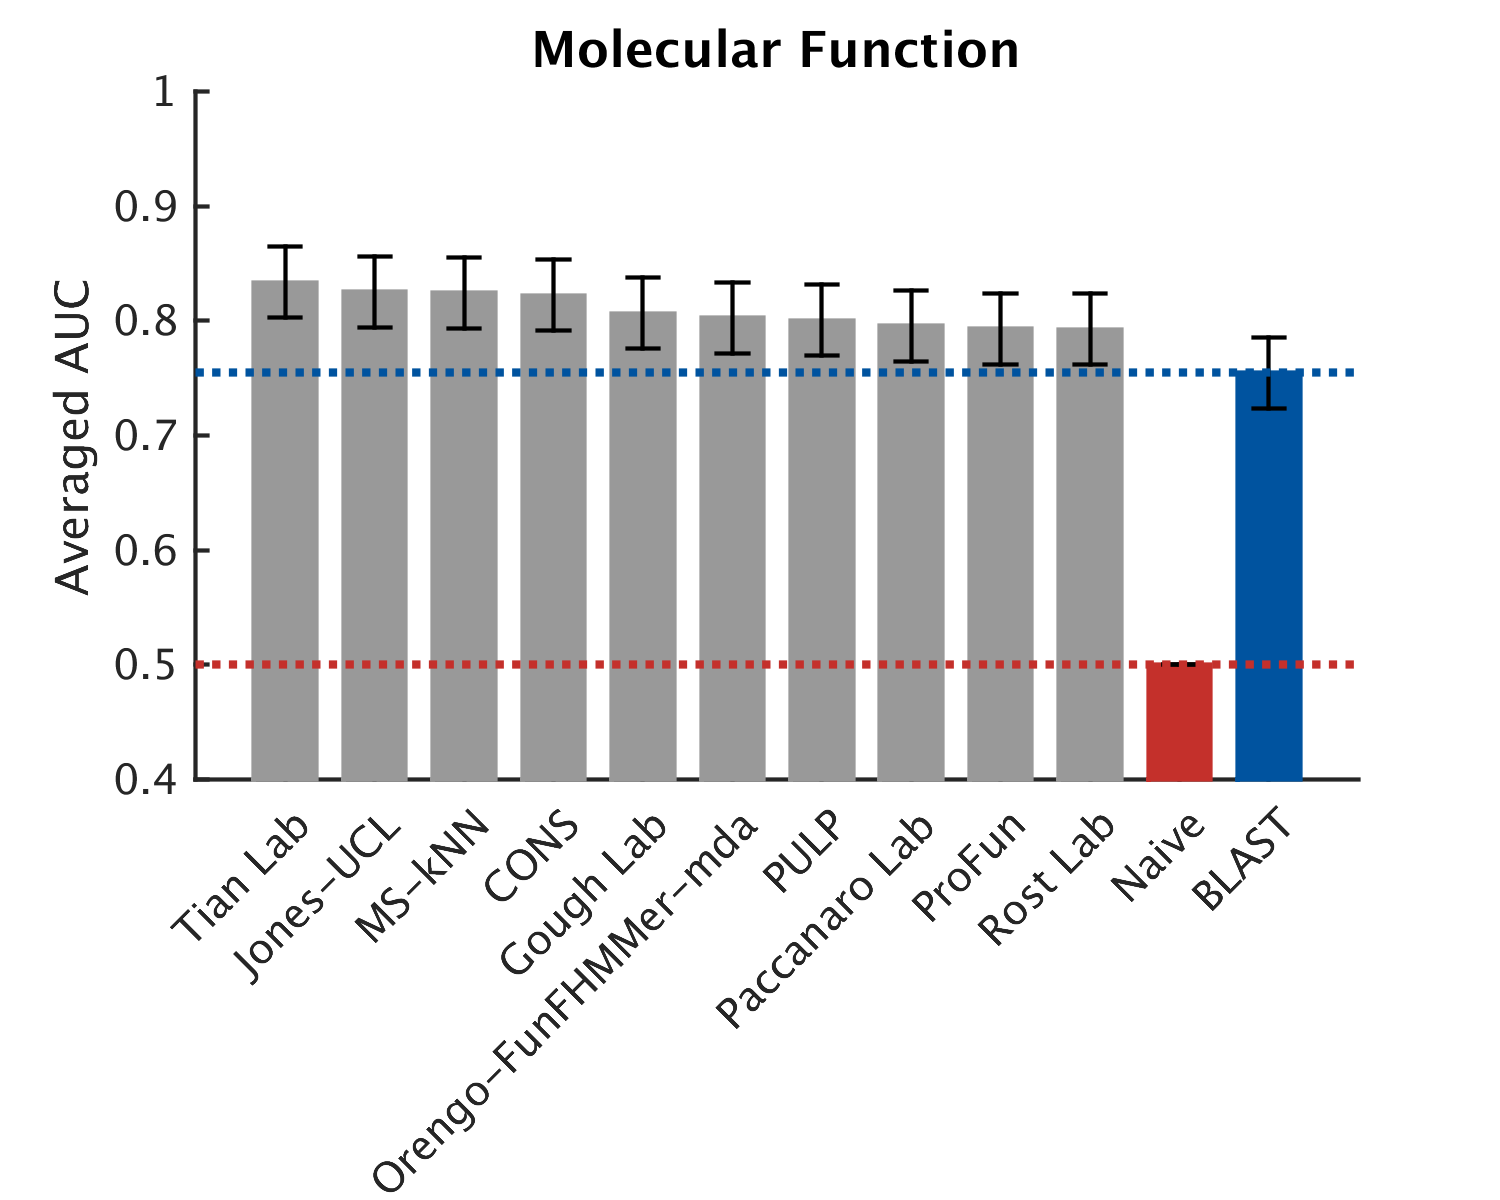 Molecular Function
Averaged AUC
1
0.9
0.8
0.7
0.6
0.5
0.4
Tian Lab
Jones-UCL
MS-kNN
CONS
Gough Lab
Orengo-FunFHMMer-mda
PULP
Paccanaro Lab
ProFun
Rost Lab
Naive
BLAST